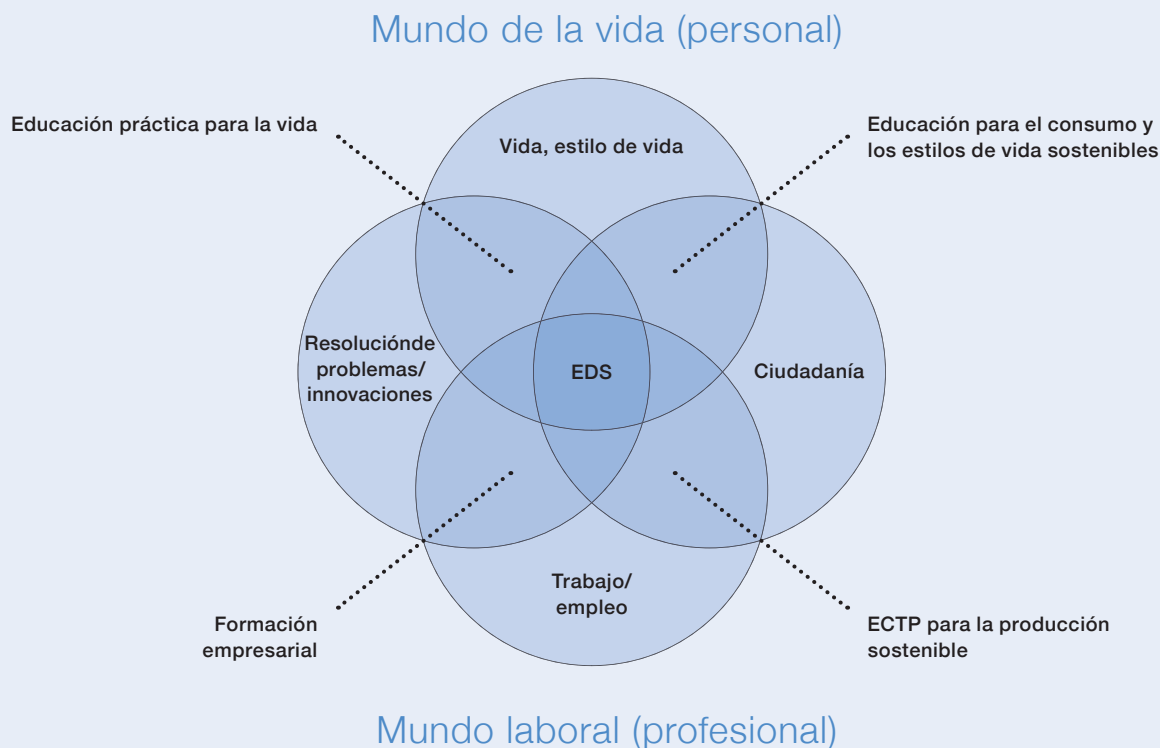 Mundo de la vida (personal)
Educación práctica para la vida
Educación para el consumo y
los estilos de vida sostenibles
Vida, estilo de vida
Resoluciónde
problemas/
innovaciones
EDS
Ciudadanía
Trabajo/
empleo
Formación
empresarial
ECTP para la producción
sostenible
Mundo laboral (profesional)